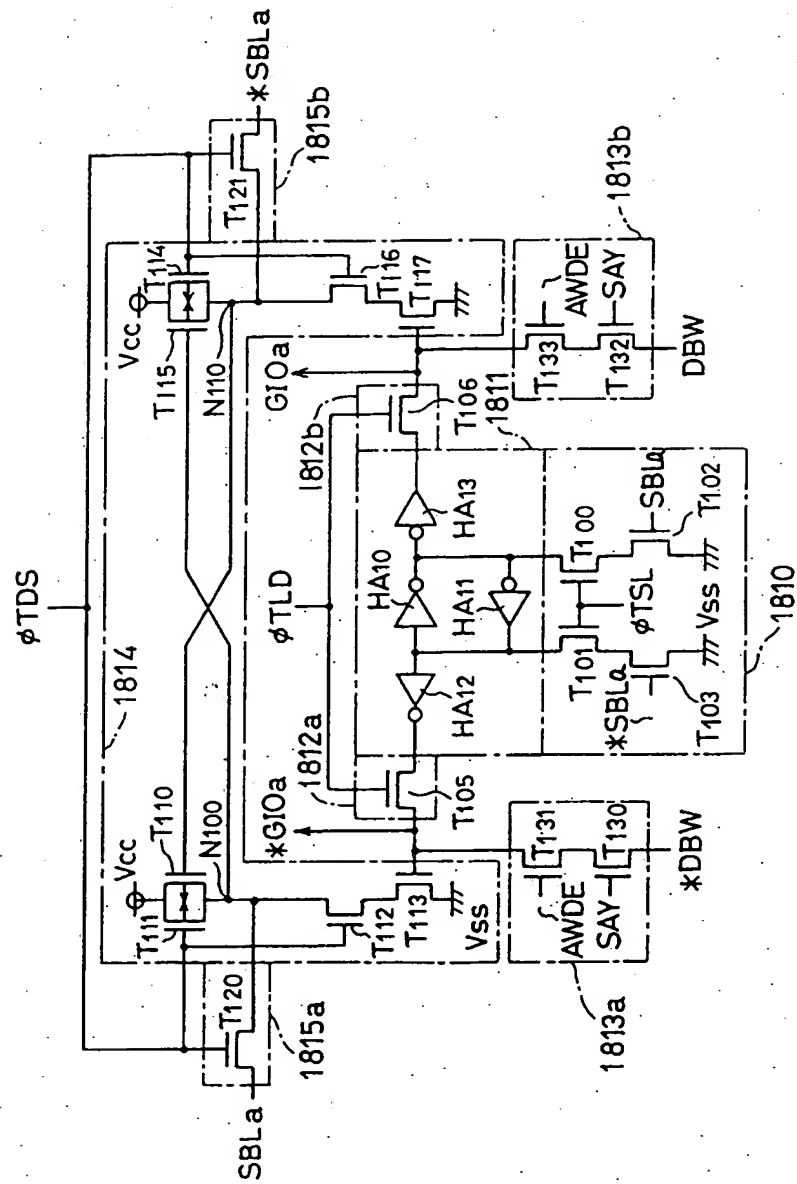 φTDS
1814
Vcc
Vcc
T111
T110
T115
T114
N100
N110
T120
T121
SBLa
*SBLa
1815a
1815b
T112
T113
Vss
T116
T117
*GIOa
GIOa
φTLD
1812a
1812b
T105
T106
1811
HA10
HA11
HA12
HA13
T101
T100
φTSL
*SBLa
SBLa
T103
T102
Vss
1810
T131
AWDE
T130
SAY
*DBW
1813a
T133
AWDE
T132
SAY
DBW
1813b